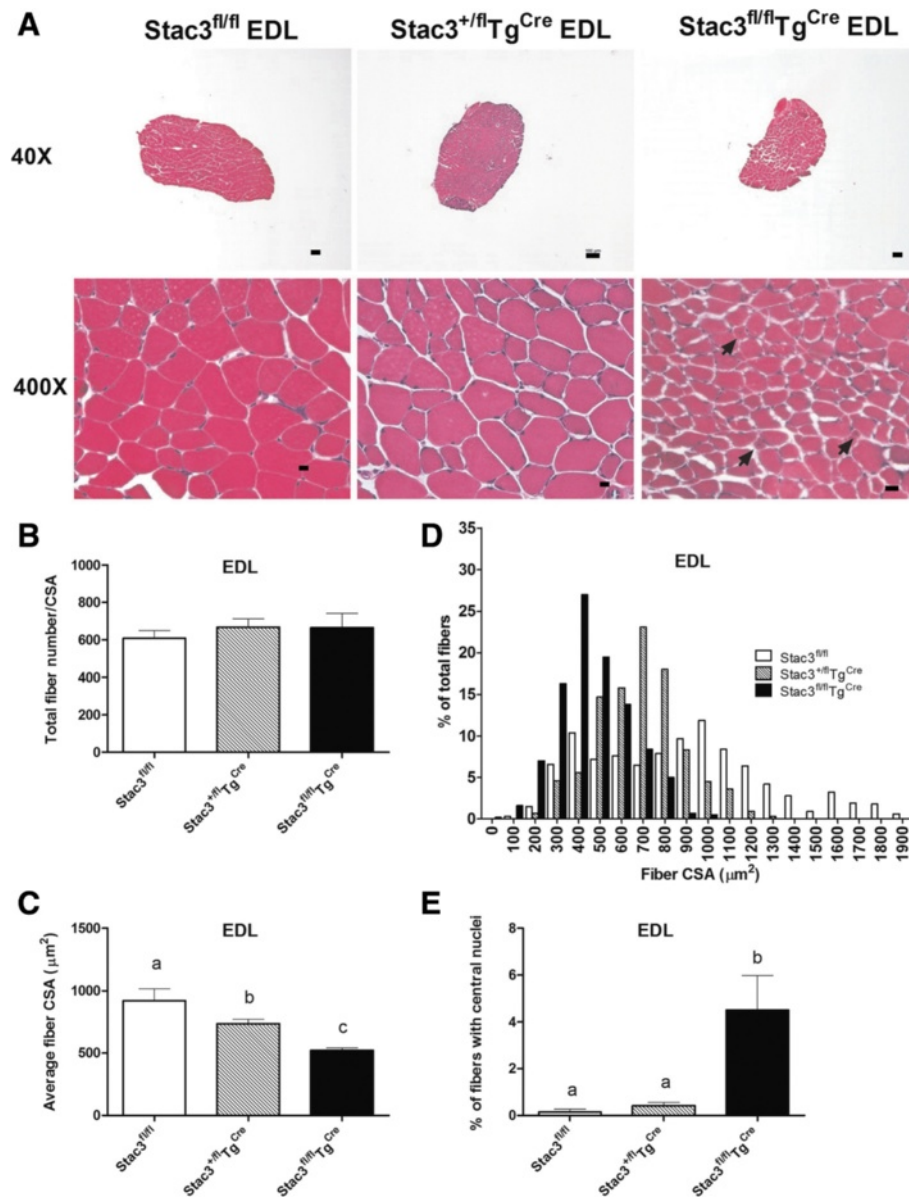 A
Stac3fl/fl EDL
Stac3+/flTgCre EDL
Stac3fl/flTgCre EDL
40X
400X
B
EDL
Total fiber number/CSA
1000
800
600
400
200
0
Stac3fl/fl
Stac3+/flTgCre
Stac3fl/flTgCre
C
EDL
Average fiber CSA (μm2)
1500
1000
500
0
a
b
c
Stac3fl/fl
Stac3+/flTgCre
Stac3fl/flTgCre
D
EDL
% of total fibers
35
30
25
20
15
10
5
0
Stac3fl/fl
Stac3+/flTgCre
Stac3fl/flTgCre
0 100 200 300 400 500 600 700 800 900 1000 1100 1200 1300 1400 1500 1600 1700 1800 1900
Fiber CSA (μm2)
E
EDL
% of fibers with central nuclei
8
6
4
2
0
a
a
b
Stac3fl/fl
Stac3+/flTgCre
Stac3fl/flTgCre